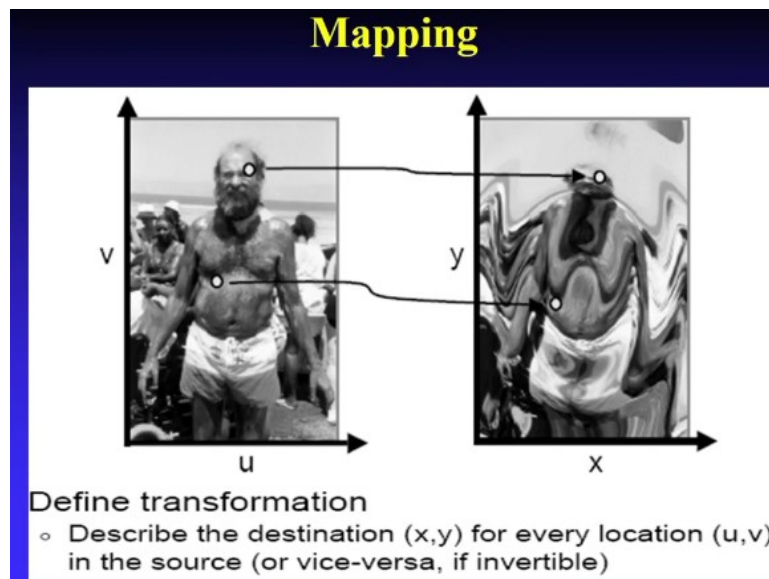 Mapping
v
y
u
x
Define transformation
Describe the destination (x,y) for every location (u,v)
in the source (or vice-versa, if invertible)